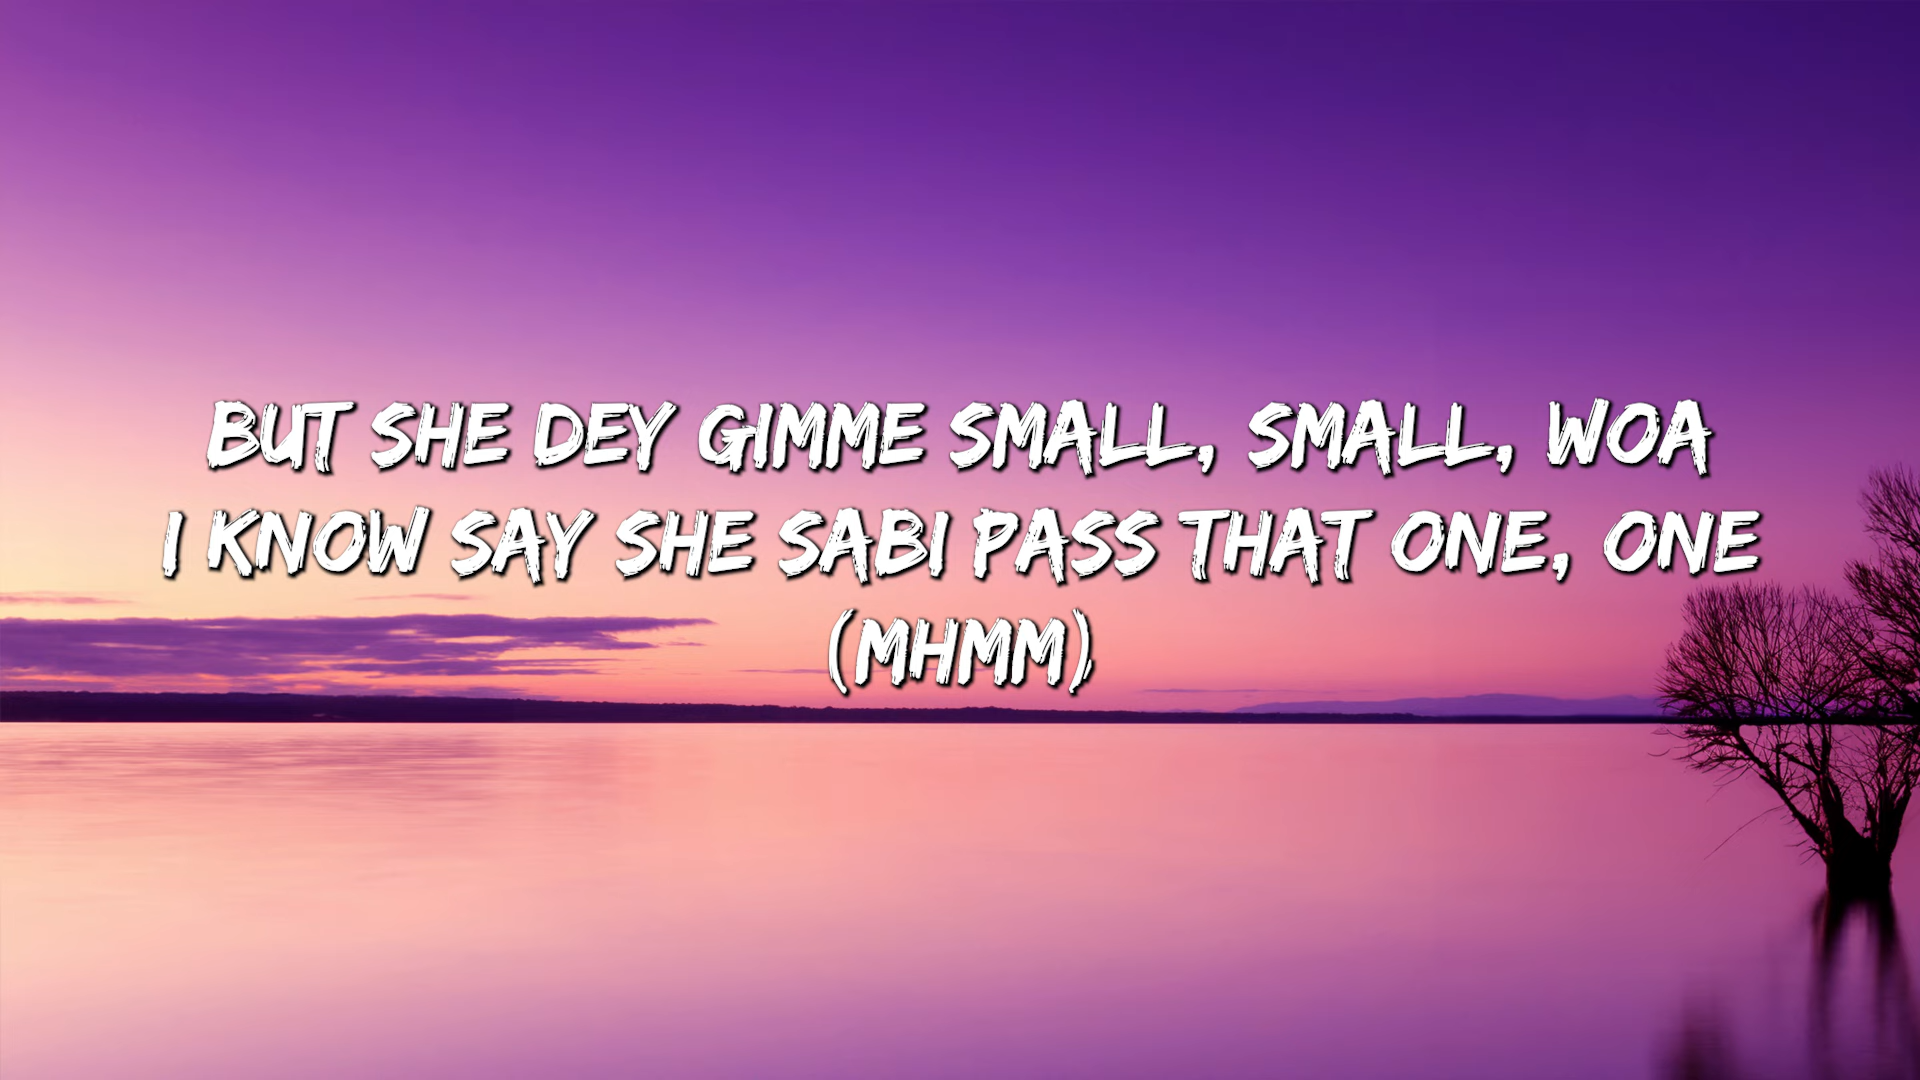 BUT SHE DEY GIMME SMALL, SMALL, WOA
I KNOW SAY SHE SABI PASS THAT ONE, ONE
(MHMM)